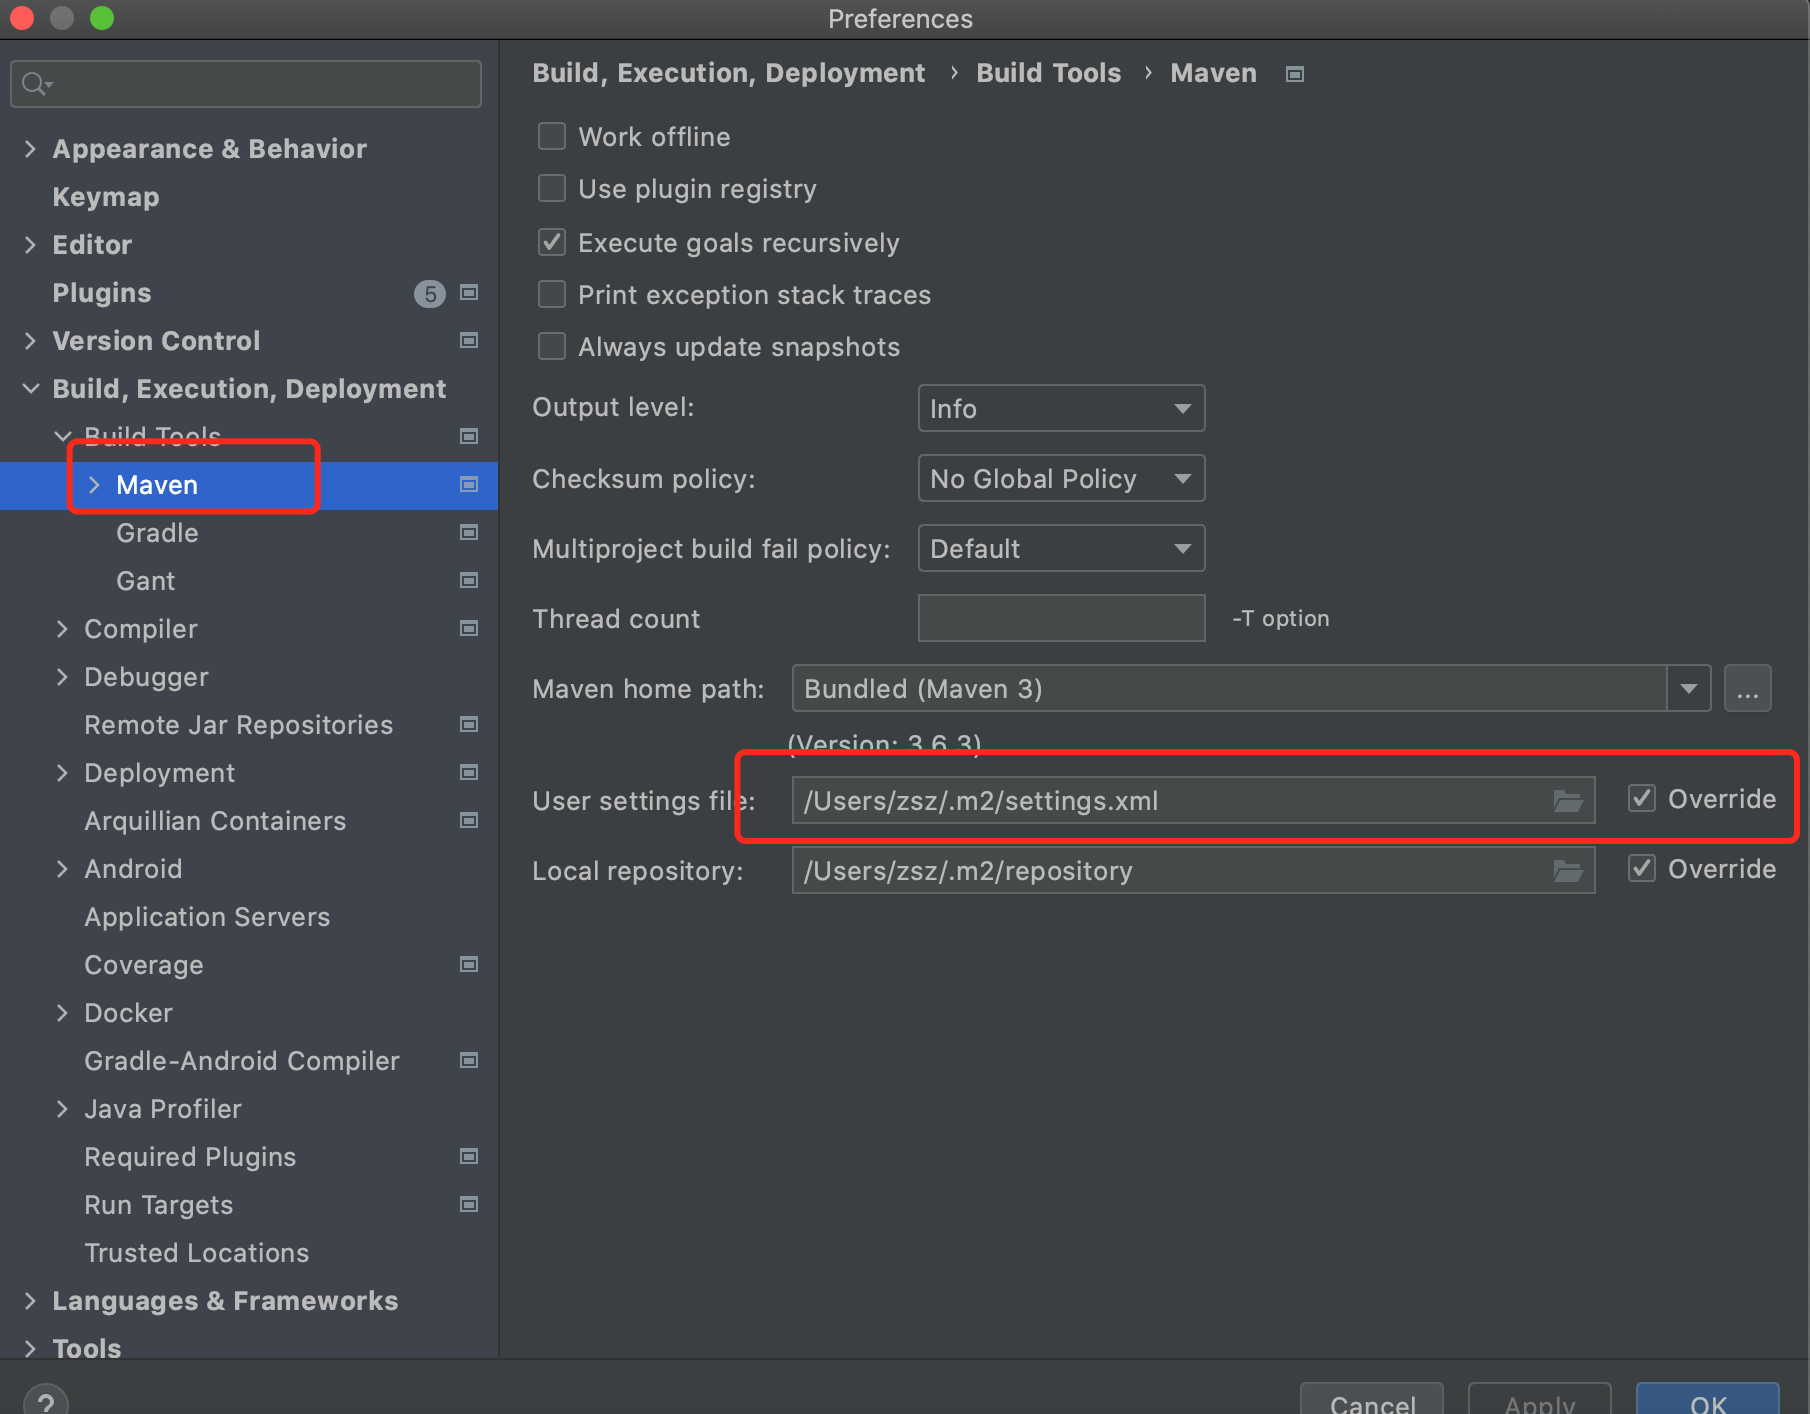 Preferences
Appearance & Behavior
Keymap
Editor
Plugins 5
Version Control
Build, Execution, Deployment
Build Tools
Maven
Gradle
Gant
Compiler
Debugger
Remote Jar Repositories
Deployment
Arquillian Containers
Android
Application Servers
Coverage
Docker
Gradle-Android Compiler
Java Profiler
Required Plugins
Run Targets
Trusted Locations
Languages & Frameworks
Tools
?
Build, Execution, Deployment › Build Tools › Maven
Work offline
Use plugin registry
Execute goals recursively
Print exception stack traces
Always update snapshots
Output level: Info
Checksum policy: No Global Policy
Multiproject build fail policy: Default
Thread count -T option
Maven home path: Bundled (Maven 3) ...
(Version: 3.6.3)
User settings file: /Users/zsz/.m2/settings.xml Override
Local repository: /Users/zsz/.m2/repository Override
Cancel Apply OK